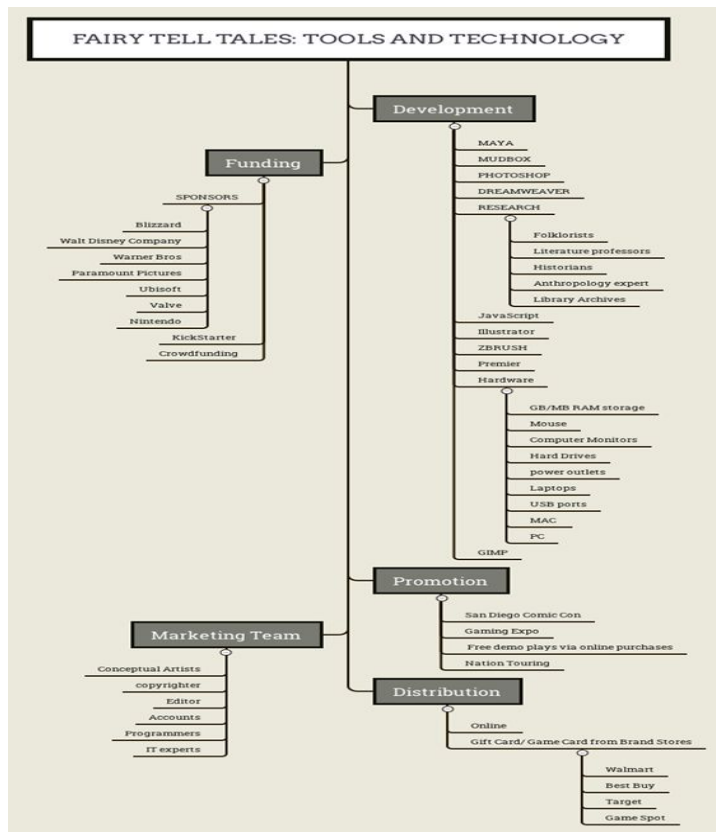 FAIRY TELL TALES: TOOLS AND TECHNOLOGY
Development
MAYA
MUDBOX
PHOTOSHOP
DREAMWEAVER
RESEARCH
Folklorists
Literature professors
Historians
Anthropology expert
Library Archives
JavaScript
Illustrator
ZBRUSH
Premier
Hardware
GB/MB RAM storage
Mouse
Computer Monitors
Hard Drives
power outlets
Laptops
USB ports
MAC
PC
GIMP
Funding
SPONSORS
Blizzard
Walt Disney Company
Warner Bros
Paramount Pictures
Ubisoft
Valve
Nintendo
KickStarter
Crowdfunding
Promotion
San Diego Comic Con
Gaming Expo
Free demo plays via online purchases
Nation Touring
Marketing Team
Conceptual Artists
copyrighter
Editor
Accounts
Programmers
IT experts
Distribution
Online
Gift Card/ Game Card from Brand Stores
Walmart
Best Buy
Target
Game Spot